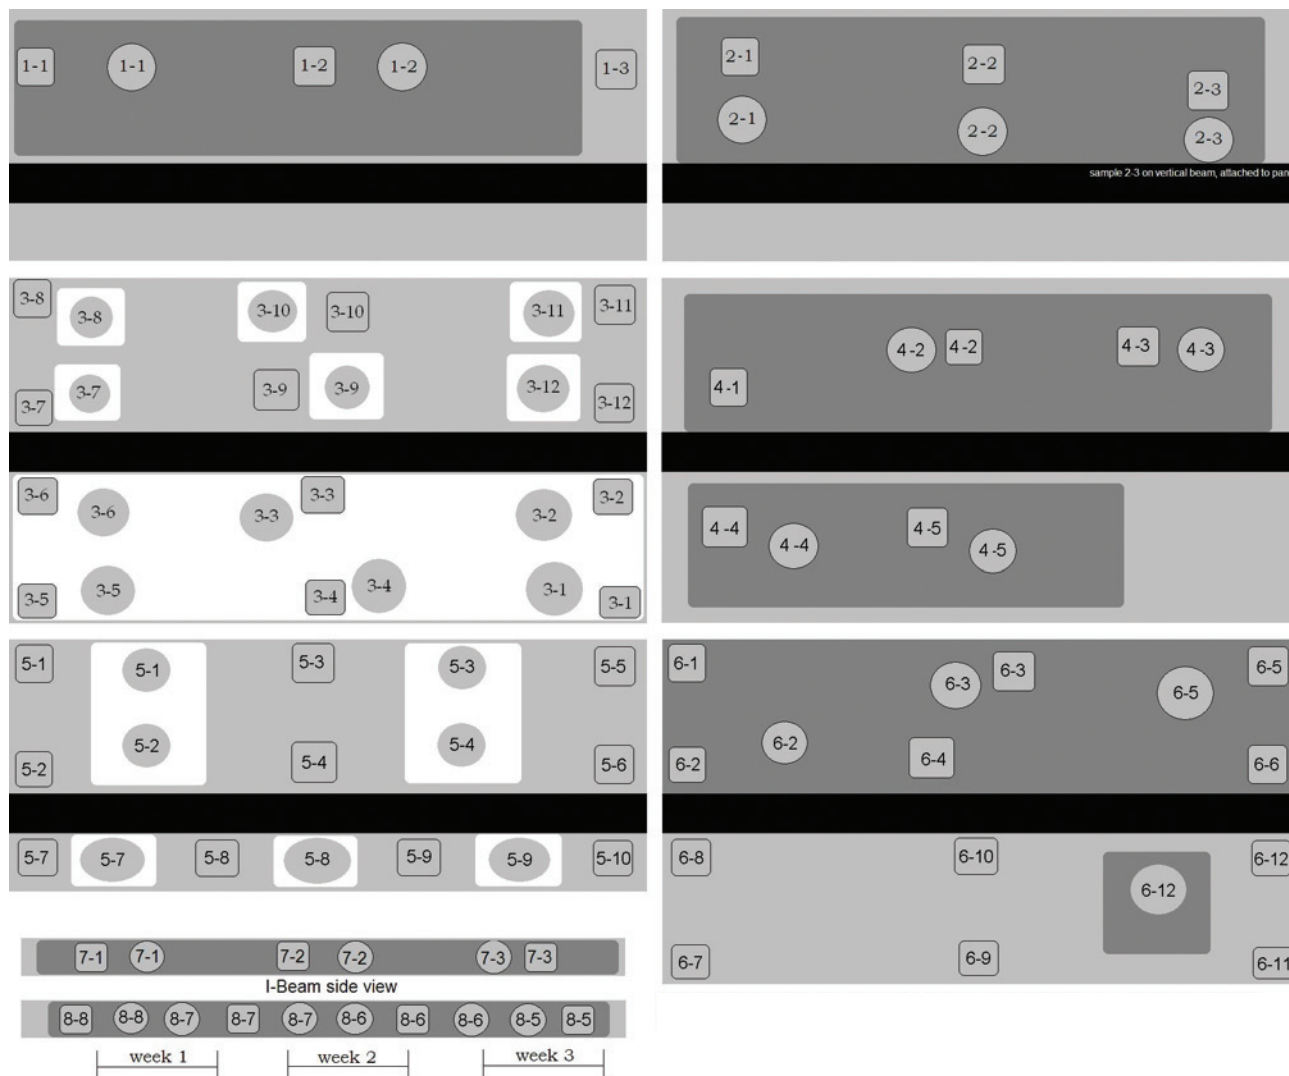 1-1 1-1 1-2 1-2 1-3
2-1 2-2 2-3
2-1 2-2 2-3
sample 2-3 on vertical beam, attached to pane
3-8 3-8 3-10 3-10 3-11 3-11
3-7 3-7 3-9 3-9 3-12 3-12
3-6 3-6 3-3 3-3 3-2 3-2
3-5 3-5 3-4 3-4 3-1 3-1
4-2 4-2 4-3 4-3
4-1
4-4 4-4 4-5 4-5
5-1 5-1 5-3 5-3 5-5
5-2 5-2 5-4 5-4 5-6
5-7 5-7 5-8 5-8 5-9 5-9 5-10
6-1 6-3 6-3 6-5 6-5
6-2 6-2 6-4 6-6
6-8 6-10 6-12 6-12
6-7 6-9 6-11
7-1 7-1 7-2 7-2 7-3 7-3
I-Beam side view
8-8 8-8 8-7 8-7 8-7 8-6 8-6 8-6 8-5 8-5
week 1 week 2 week 3